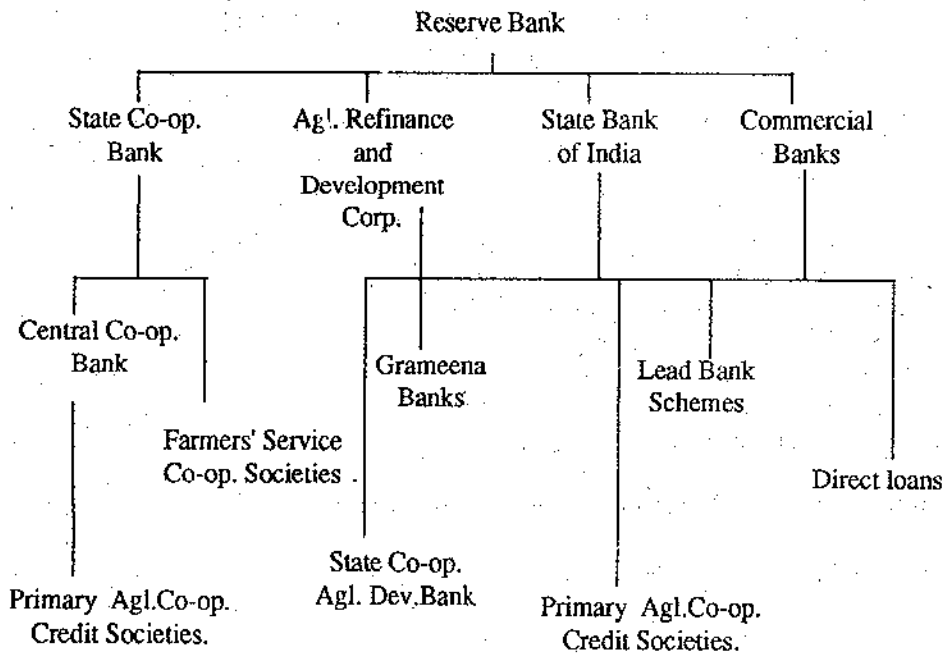 Reserve Bank
State Co-op.
Bank
Agl. Refinance
and
Development
Corp.
State Bank
of India
Commercial
Banks
Central Co-op.
Bank
Grameena
Banks
Lead Bank
Schemes
Farmers' Service
Co-op. Societies
Direct loans
State Co-op.
Agl. Dev. Bank
Primary Agl.Co-op.
Credit Societies.
Primary Agl.Co-op.
Credit Societies.